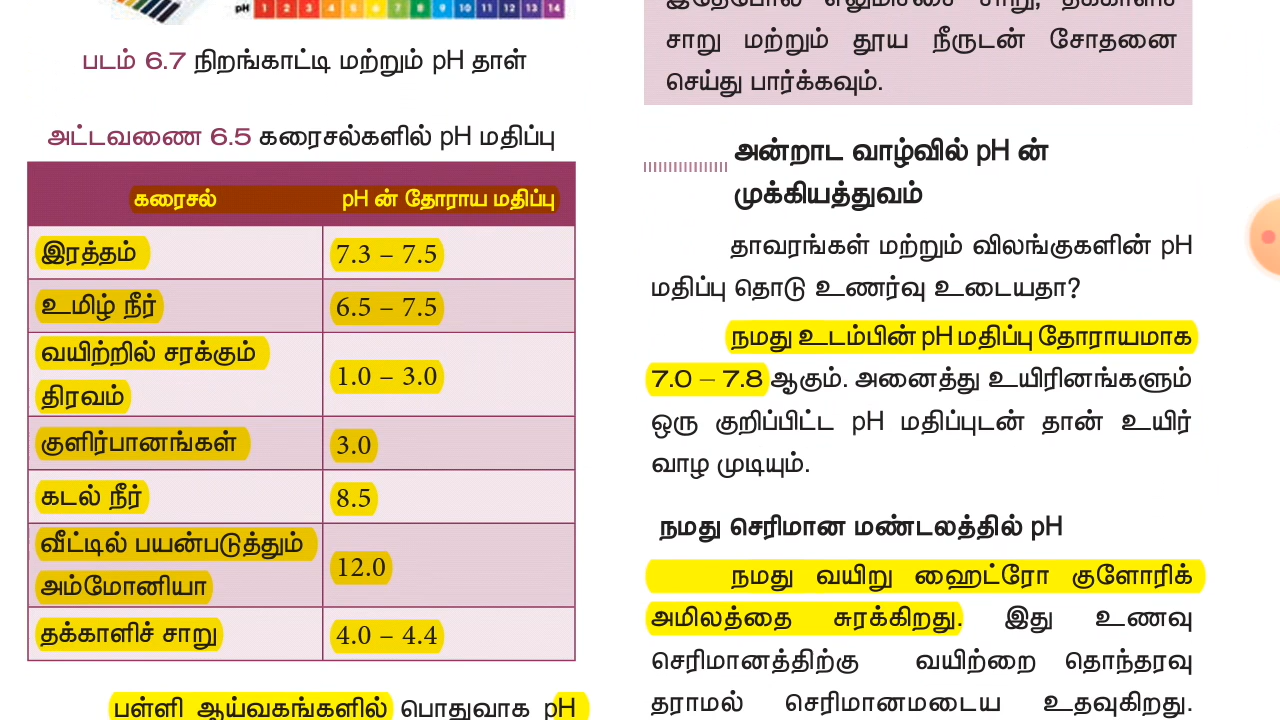 pH 1 2 3 4 5 6 7 8 9 10 11 12 13 14
படம் 6.7 நிறங்காட்டி மற்றும் pH தாள்
அட்டவணை 6.5 கரைசல்களில் pH மதிப்பு
கரைசல் pH ன் தோராய மதிப்பு
இரத்தம் 7.3 – 7.5
உமிழ் நீர் 6.5 – 7.5
வயிற்றில் சரக்கும்
திரவம் 1.0 – 3.0
குளிர்பானங்கள் 3.0
கடல் நீர் 8.5
வீட்டில் பயன்படுத்தும்
அம்மோனியா 12.0
தக்காளிச் சாறு 4.0 – 4.4
பள்ளி ஆய்வகங்களில் பொதுவாக pH
இதேபோல் எலுமிச்சை சாறு, தக்காளிச்
சாறு மற்றும் தூய நீருடன் சோதனை
செய்து பார்க்கவும்.
அன்றாட வாழ்வில் pH ன்
முக்கியத்துவம்
தாவரங்கள் மற்றும் விலங்குகளின் pH
மதிப்பு தொடு உணர்வு உடையதா?
நமது உடம்பின் pH மதிப்பு தோராயமாக
7.0 – 7.8 ஆகும். அனைத்து உயிரினங்களும்
ஒரு குறிப்பிட்ட pH மதிப்புடன் தான் உயிர்
வாழ முடியும்.
நமது செரிமான மண்டலத்தில் pH
நமது வயிறு ஹைட்ரோ குளோரிக்
அமிலத்தை சுரக்கிறது. இது உணவு
செரிமானத்திற்கு வயிற்றை தொந்தரவு
தராமல் செரிமானமடைய உதவுகிறது.